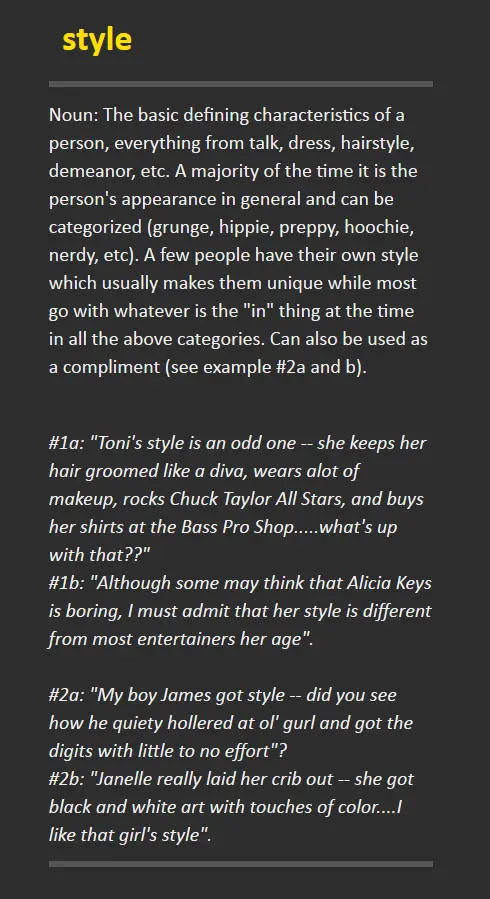 style
Noun: The basic defining characteristics of a
person, everything from talk, dress, hairstyle,
demeanor, etc. A majority of the time it is the
person's appearance in general and can be
categorized (grunge, hippie, preppy, hoochie,
nerdy, etc). A few people have their own style
which usually makes them unique while most
go with whatever is the "in" thing at the time
in all the above categories. Can also be used as
a compliment (see example #2a and b).
#1a: "Toni's style is an odd one -- she keeps her
hair groomed like a diva, wears alot of
makeup, rocks Chuck Taylor All Stars, and buys
her shirts at the Bass Pro Shop.....what's up
with that??"
#1b: "Although some may think that Alicia Keys
is boring, I must admit that her style is different
from most entertainers her age".
#2a: "My boy James got style -- did you see
how he quiety hollered at ol' gurl and got the
digits with little to no effort"?
#2b: "Janelle really laid her crib out -- she got
black and white art with touches of color....I
like that girl's style".